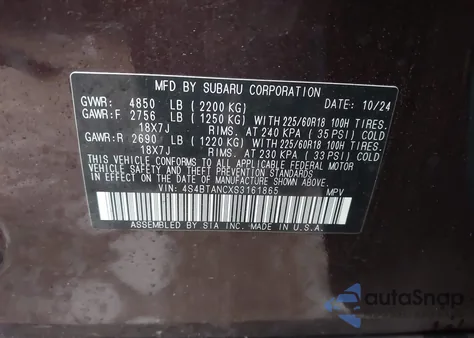 MFD. BY SUBARU CORPORATION
GVWR: 4850 LB (2200 KG) DATE: 10/24
GAWR:F 2756 LB (1250 KG) WITH 225/60R18 100H TIRES.
18X7J RIMS. AT 240 KPA (35 PSI) COLD
GAWR:R 2690 LB (1220 KG) WITH 225/60R18 100H TIRES.
18X7J RIMS. AT 230 KPA (33 PSI) COLD
THIS VEHICLE CONFORMS TO ALL APPLICABLE FEDERAL MOTOR
VEHICLE SAFETY AND BUMPER STANDARDS IN EFFECT
ON THE DATE OF MANUFACTURE SHOWN ABOVE.
VIN: 4S4BTANCXS3161865 MPV
ASSEMBLED BY SIA INC. MADE IN U.S.A.
autoSnap